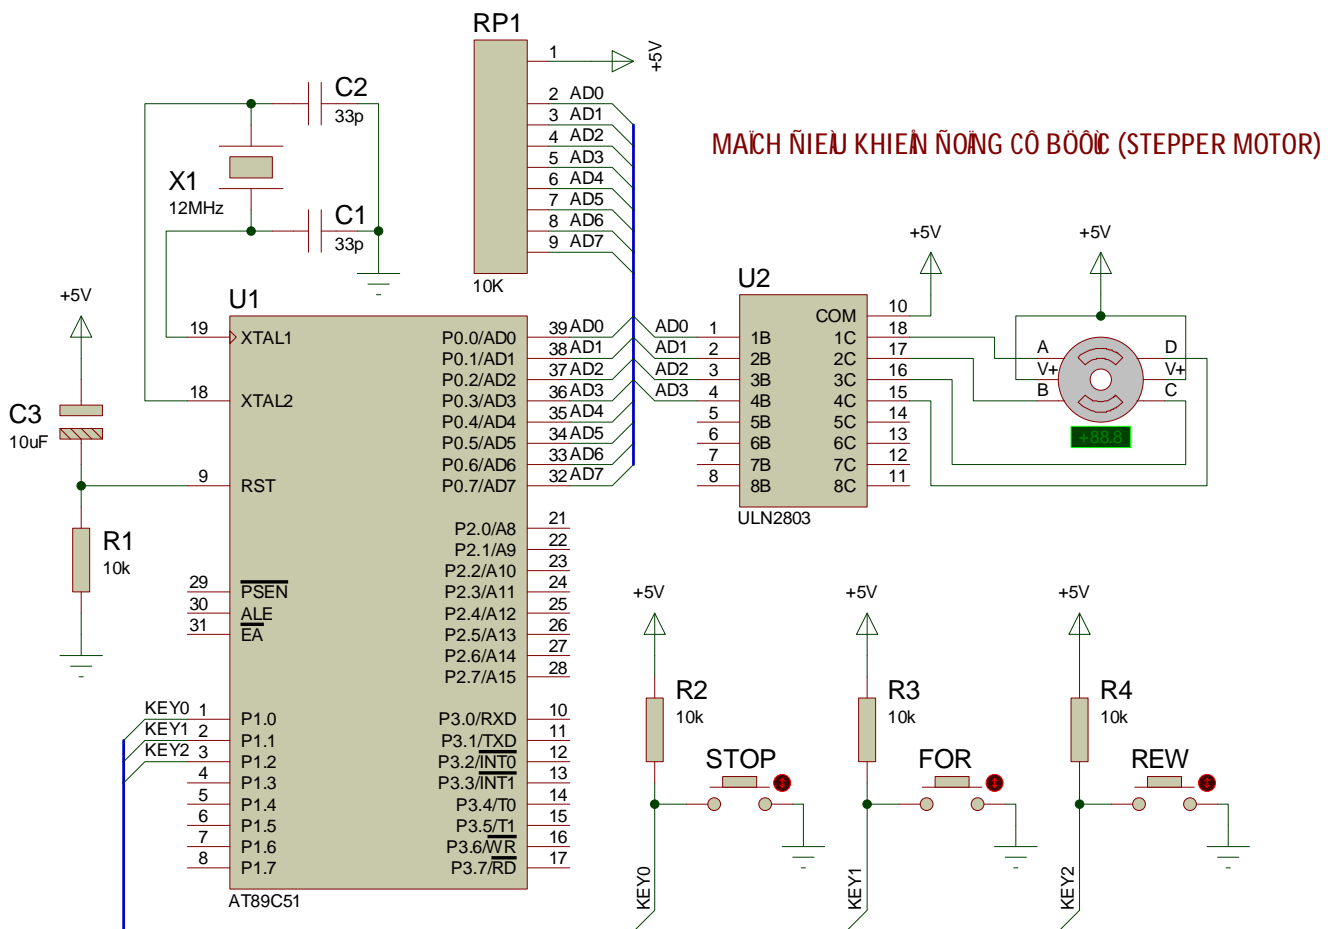 RP1
1
+5V
2 AD0
3 AD1
4 AD2
5 AD3
6 AD4
7 AD5
8 AD6
9 AD7
10K
C2
33p
X1
12MHz
C1
33p
MAÏCH ÑIEÀU KHIEÅN ÑOÄNG CÔ BÖÔÙC (STEPPER MOTOR)
+5V
C3
10uF
R1
10k
U1
19 XTAL1
18 XTAL2
9 RST
29 PSEN
30 ALE
31 EA
KEY0 1 P1.0
KEY1 2 P1.1
KEY2 3 P1.2
4 P1.3
5 P1.4
6 P1.5
7 P1.6
8 P1.7
P0.0/AD0 39 AD0
P0.1/AD1 38 AD1
P0.2/AD2 37 AD2
P0.3/AD3 36 AD3
P0.4/AD4 35 AD4
P0.5/AD5 34 AD5
P0.6/AD6 33 AD6
P0.7/AD7 32 AD7
P2.0/A8 21
P2.1/A9 22
P2.2/A10 23
P2.3/A11 24
P2.4/A12 25
P2.5/A13 26
P2.6/A14 27
P2.7/A15 28
P3.0/RXD 10
P3.1/TXD 11
P3.2/INT0 12
P3.3/INT1 13
P3.4/T0 14
P3.5/T1 15
P3.6/WR 16
P3.7/RD 17
AT89C51
U2
AD0 1 1B
AD1 2 2B
AD2 3 3B
AD3 4 4B
5 5B
6 6B
7 7B
8 8B
COM 10
1C 18
2C 17
3C 16
4C 15
5C 14
6C 13
7C 12
8C 11
ULN2803
+5V
+5V
A
V+
B
D
V+
C
+88.8
+5V
R2
10k
STOP
KEY0
+5V
R3
10k
FOR
KEY1
+5V
R4
10k
REW
KEY2